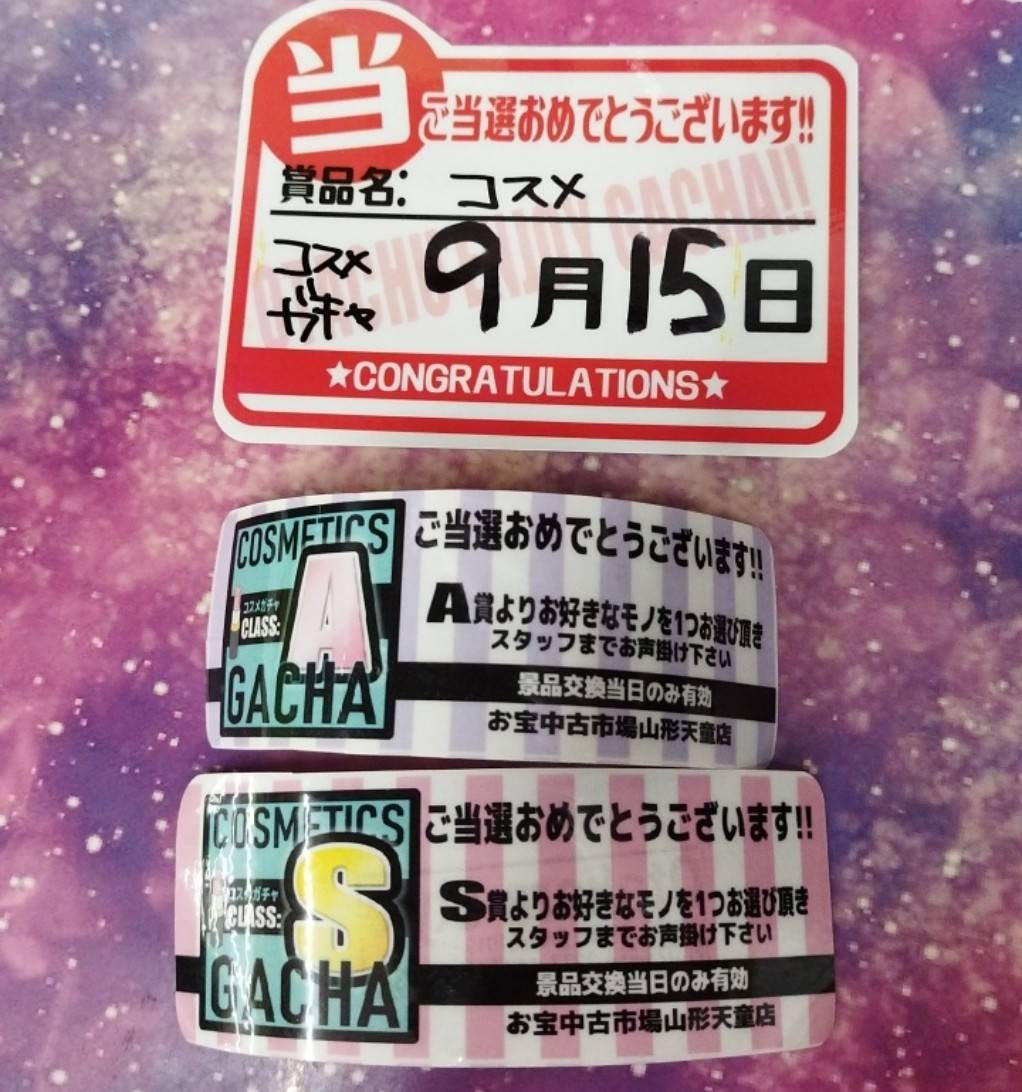 当
ご当選おめでとうございます!!
賞品名: コスメ
コスメ
ガチャ
9月15日
★CONGRATULATIONS★
COSMETICS
コスメガチャ
CLASS:
A
GACHA
ご当選おめでとうございます!!
A賞よりお好きなモノを1つお選び頂き
スタッフまでお声掛け下さい
景品交換当日のみ有効
お宝中古市場山形天童店
COSMETICS
コスメガチャ
CLASS:
S
GACHA
ご当選おめでとうございます!!
S賞よりお好きなモノを1つお選び頂き
スタッフまでお声掛け下さい
景品交換当日のみ有効
お宝中古市場山形天童店